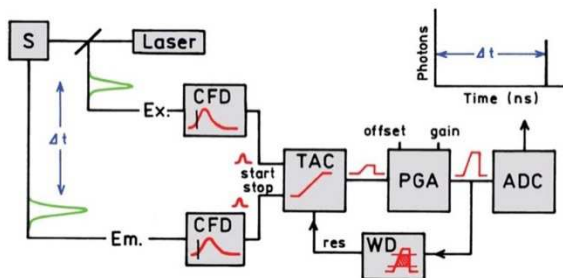 S
Laser
Photons
Δt
Time (ns)
Δt
Ex.
CFD
offset
gain
start
stop
TAC
PGA
ADC
Em.
CFD
res
WD